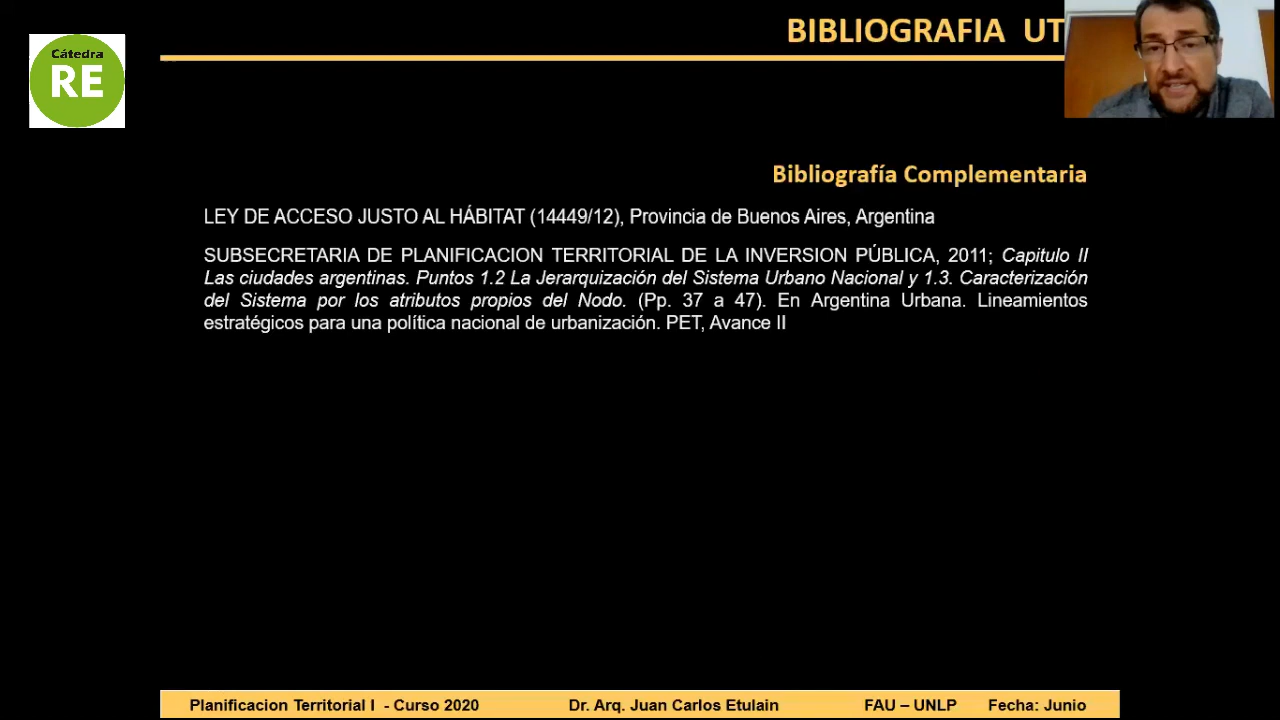 BIBLIOGRAFIA UT
Cátedra
RE
Bibliografía Complementaria
LEY DE ACCESO JUSTO AL HÁBITAT (14449/12), Provincia de Buenos Aires, Argentina
SUBSECRETARIA DE PLANIFICACION TERRITORIAL DE LA INVERSION PÚBLICA, 2011; Capitulo II
Las ciudades argentinas. Puntos 1.2 La Jerarquización del Sistema Urbano Nacional y 1.3. Caracterización
del Sistema por los atributos propios del Nodo. (Pp. 37 a 47). En Argentina Urbana. Lineamientos
estratégicos para una política nacional de urbanización. PET, Avance II
Planificacion Territorial I - Curso 2020 Dr. Arq. Juan Carlos Etulain FAU – UNLP Fecha: Junio